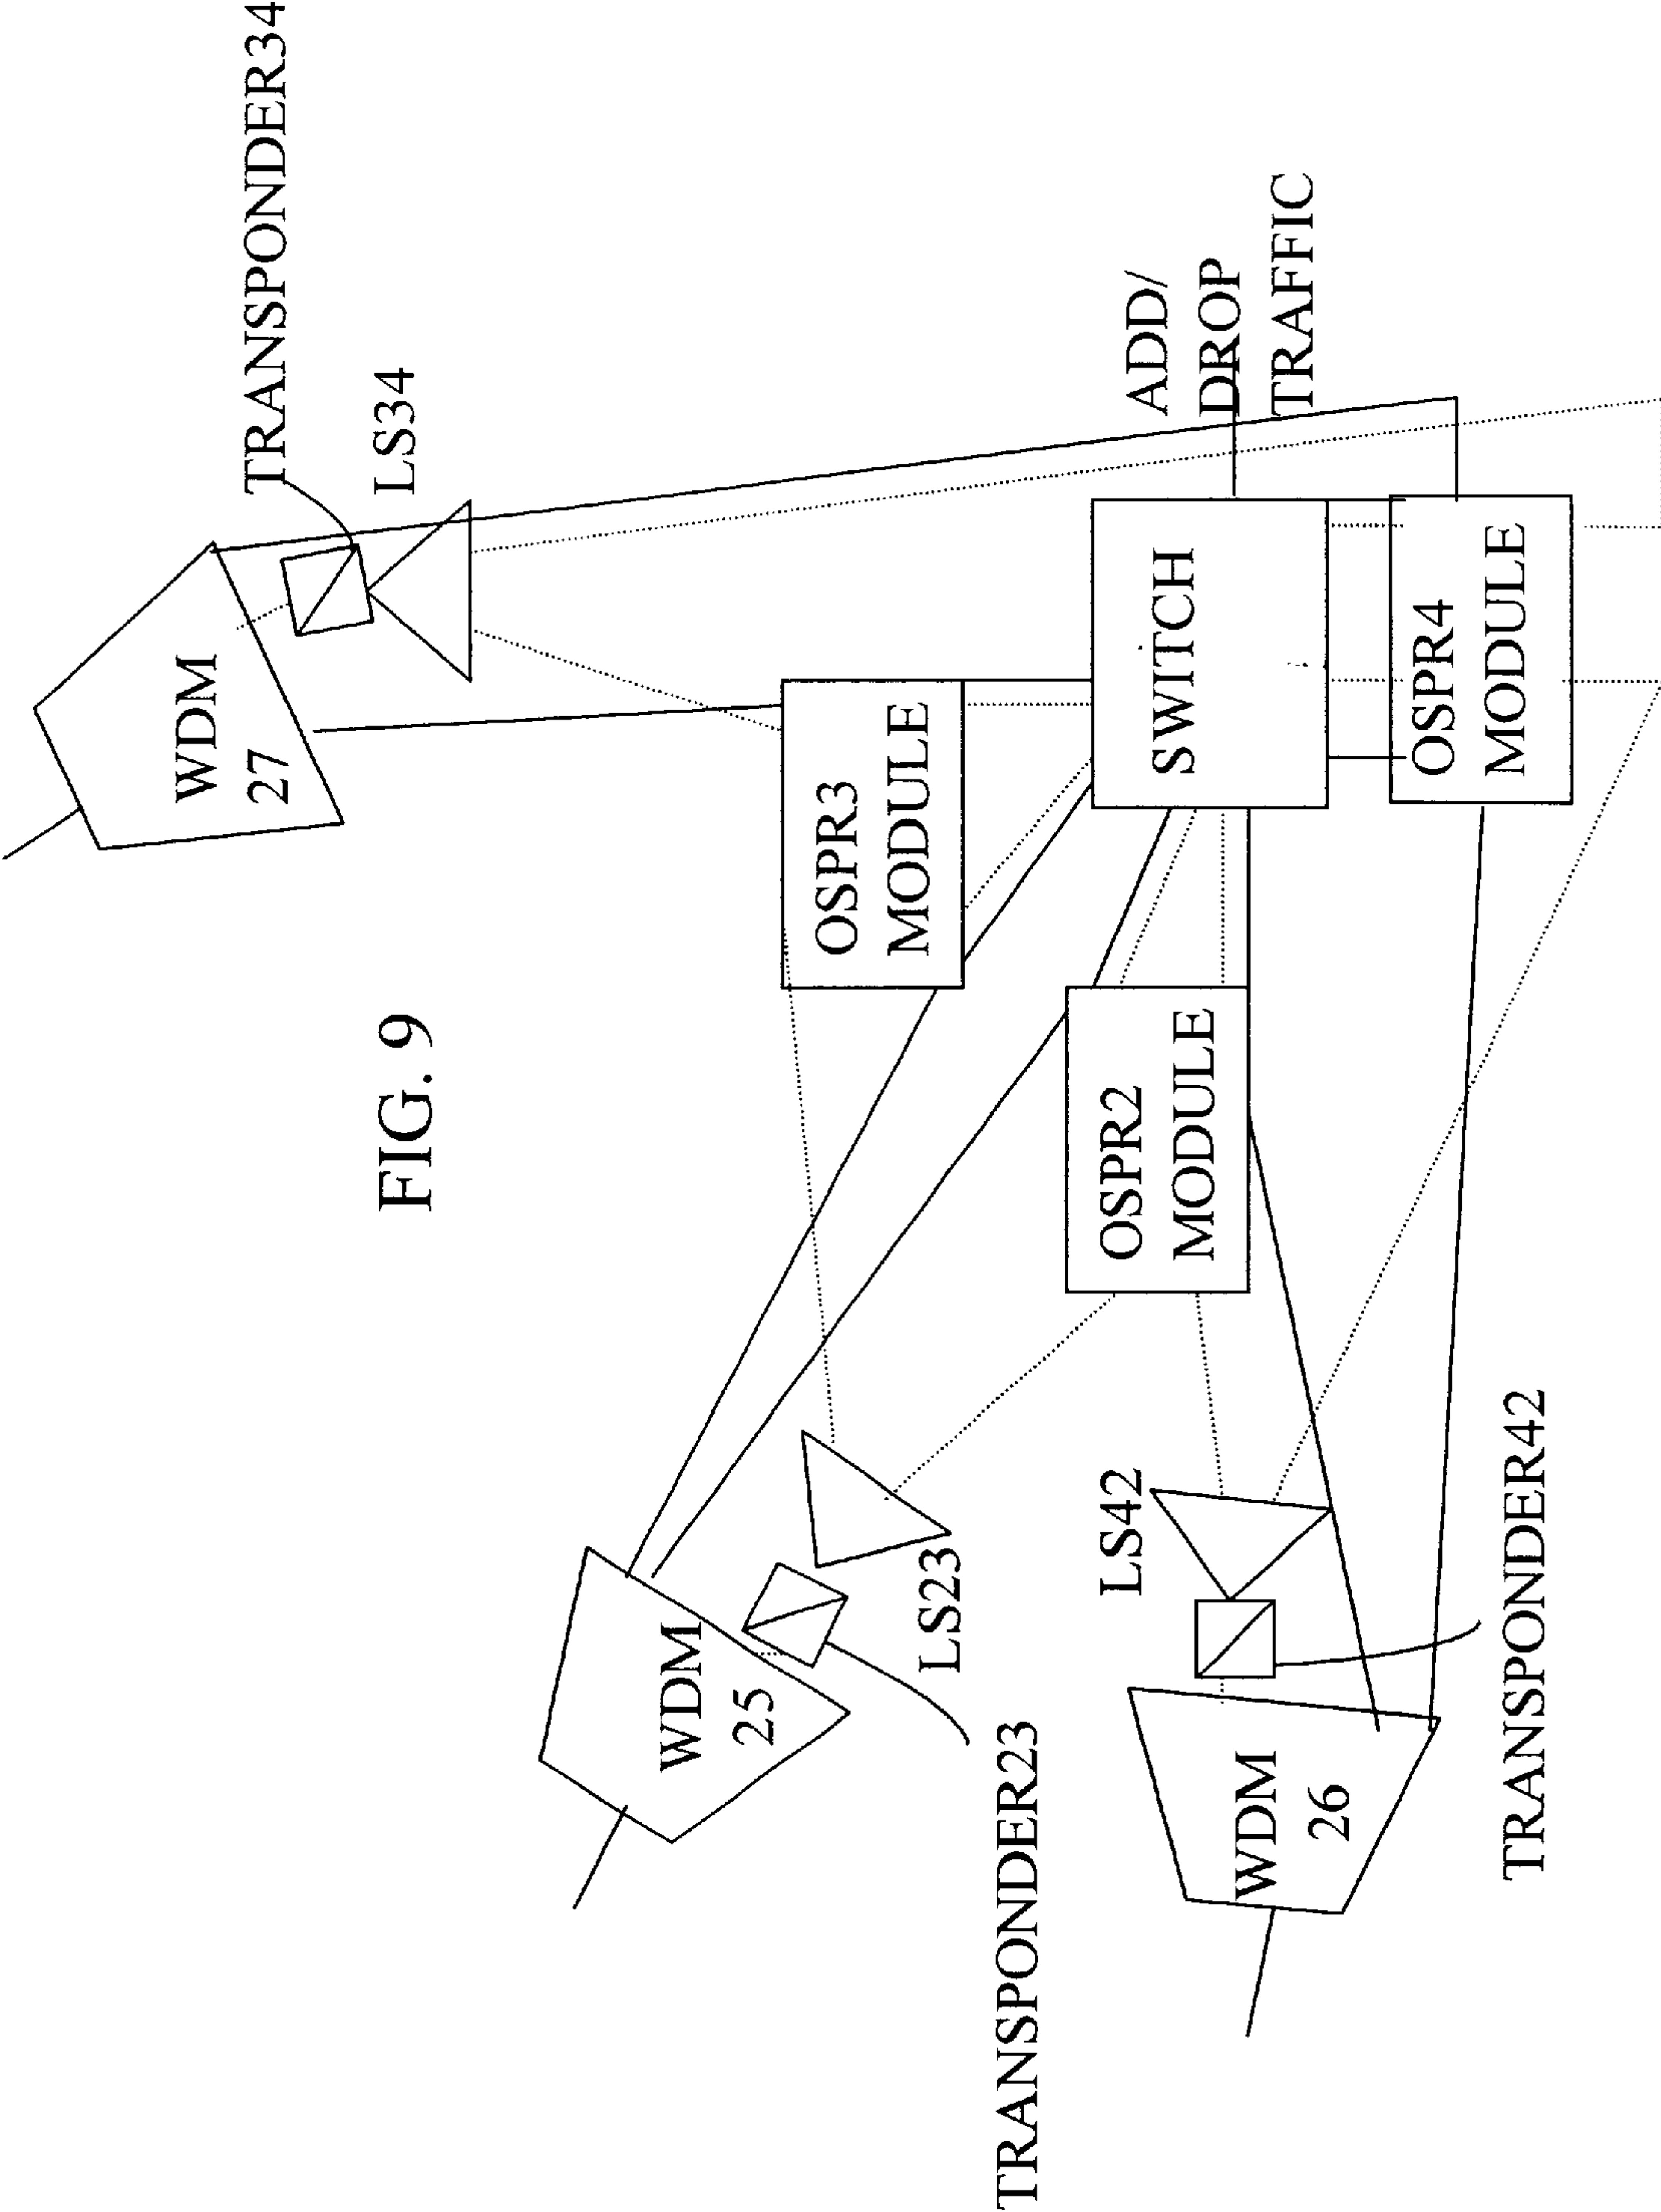 TRANSPONDER34
LS34
WDM
27
FIG. 9
OSPR3
MODULE
ADD/
DROP
TRAFFIC
SWITCH
OSPR4
MODULE
OSPR2
MODULE
WDM
25
LS23
TRANSPONDER23
LS42
WDM
26
TRANSPONDER42